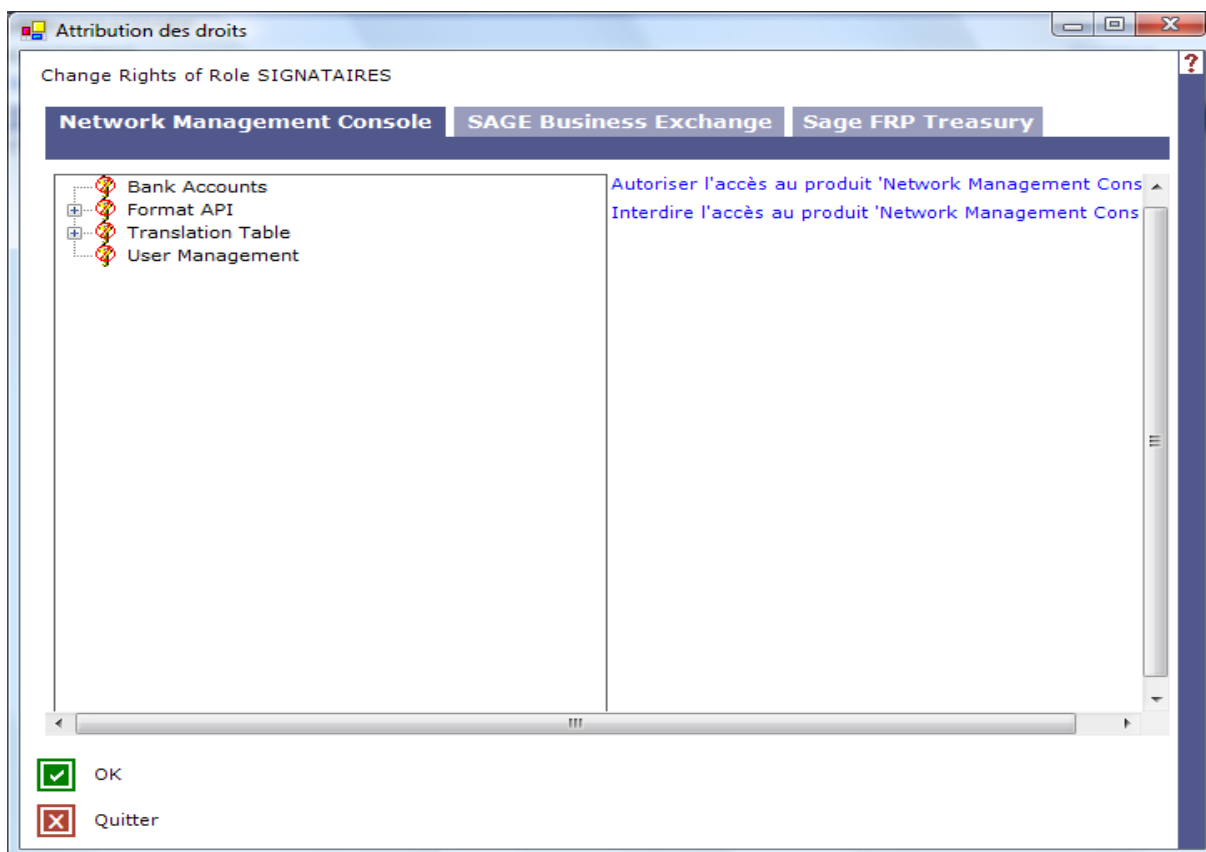 Attribution des droits
?
Change Rights of Role SIGNATAIRES
Network Management Console SAGE Business Exchange Sage FRP Treasury
Bank Accounts
Format API
Translation Table
User Management
Autoriser l'accès au produit 'Network Management Cons
Interdire l'accès au produit 'Network Management Cons
OK
Quitter